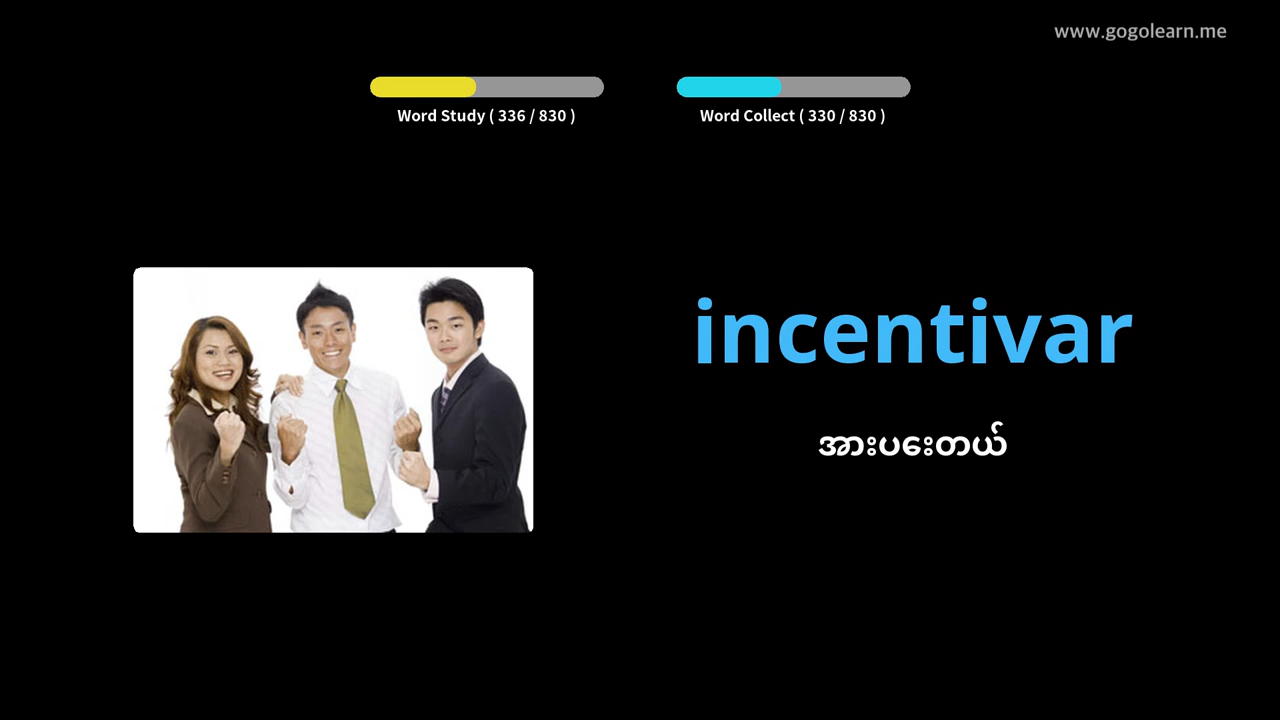 www.gogolearn.me
Word Study ( 336 / 830 )
Word Collect ( 330 / 830 )
incentivar
အားပးေတယ်